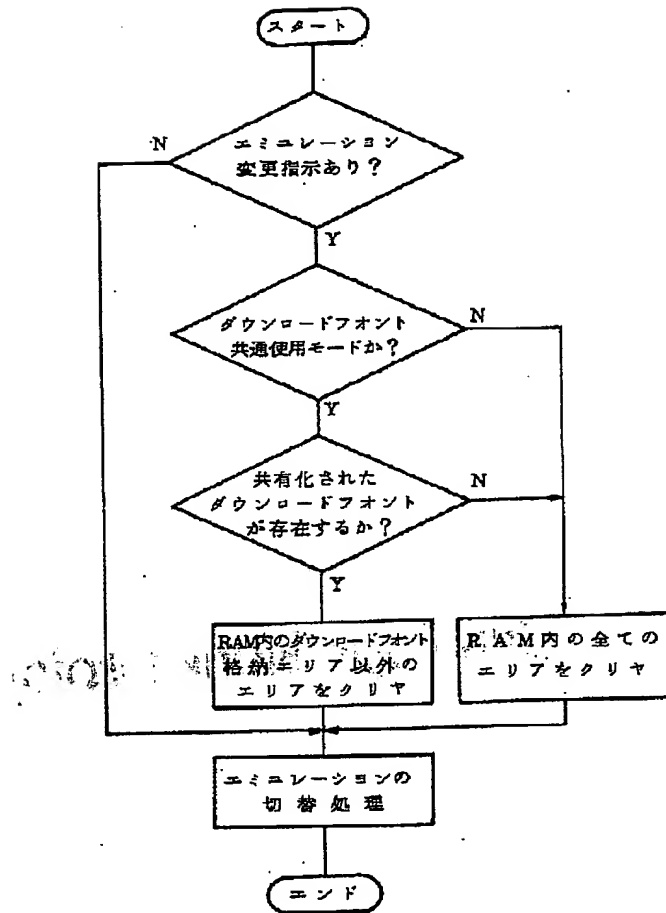 スタート
N
エミュレーション
変更指示あり？
Y
ダウンロードフォント
共通使用モードか？
N
Y
共有化された
ダウンロードフォント
が存在するか？
N
Y
RAM内のダウンロードフォント
格納エリア以外の
エリアをクリヤ
RAM内の全ての
エリアをクリヤ
エミュレーションの
切替処理
エンド